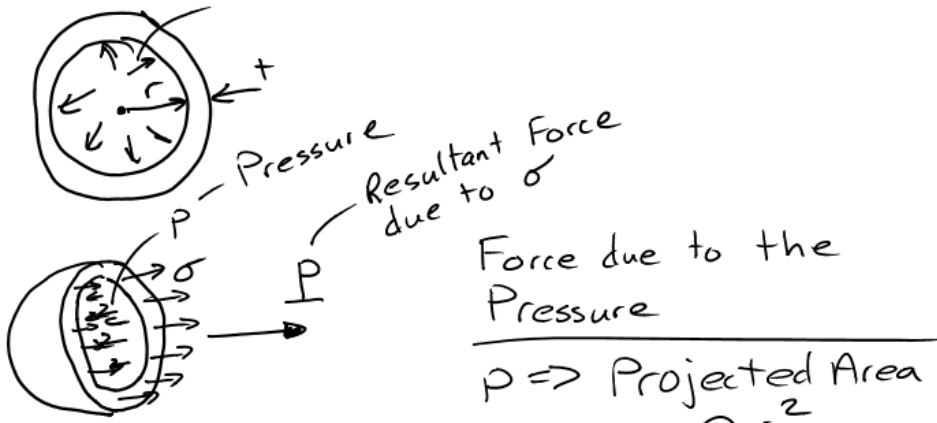 r
t
Pressure
Resultant Force
due to σ
p
σ
P
Force due to the
Pressure
p => Projected Area